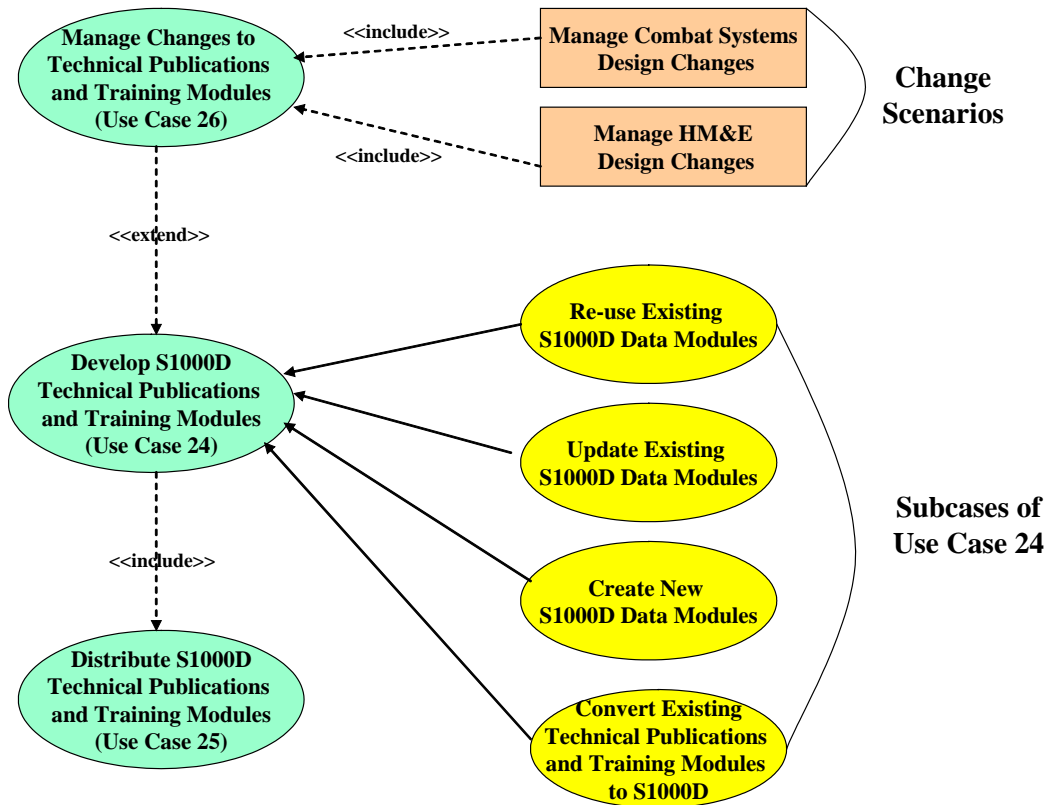 Manage Changes to
Technical Publications
and Training Modules
(Use Case 26)
<<include>>
Manage Combat Systems
Design Changes
<<include>>
Manage HM&E
Design Changes
Change
Scenarios
<<extend>>
Develop S1000D
Technical Publications
and Training Modules
(Use Case 24)
Re-use Existing
S1000D Data Modules
Update Existing
S1000D Data Modules
Create New
S1000D Data Modules
Convert Existing
Technical Publications
and Training Modules
to S1000D
Subcases of
Use Case 24
<<include>>
Distribute S1000D
Technical Publications
and Training Modules
(Use Case 25)